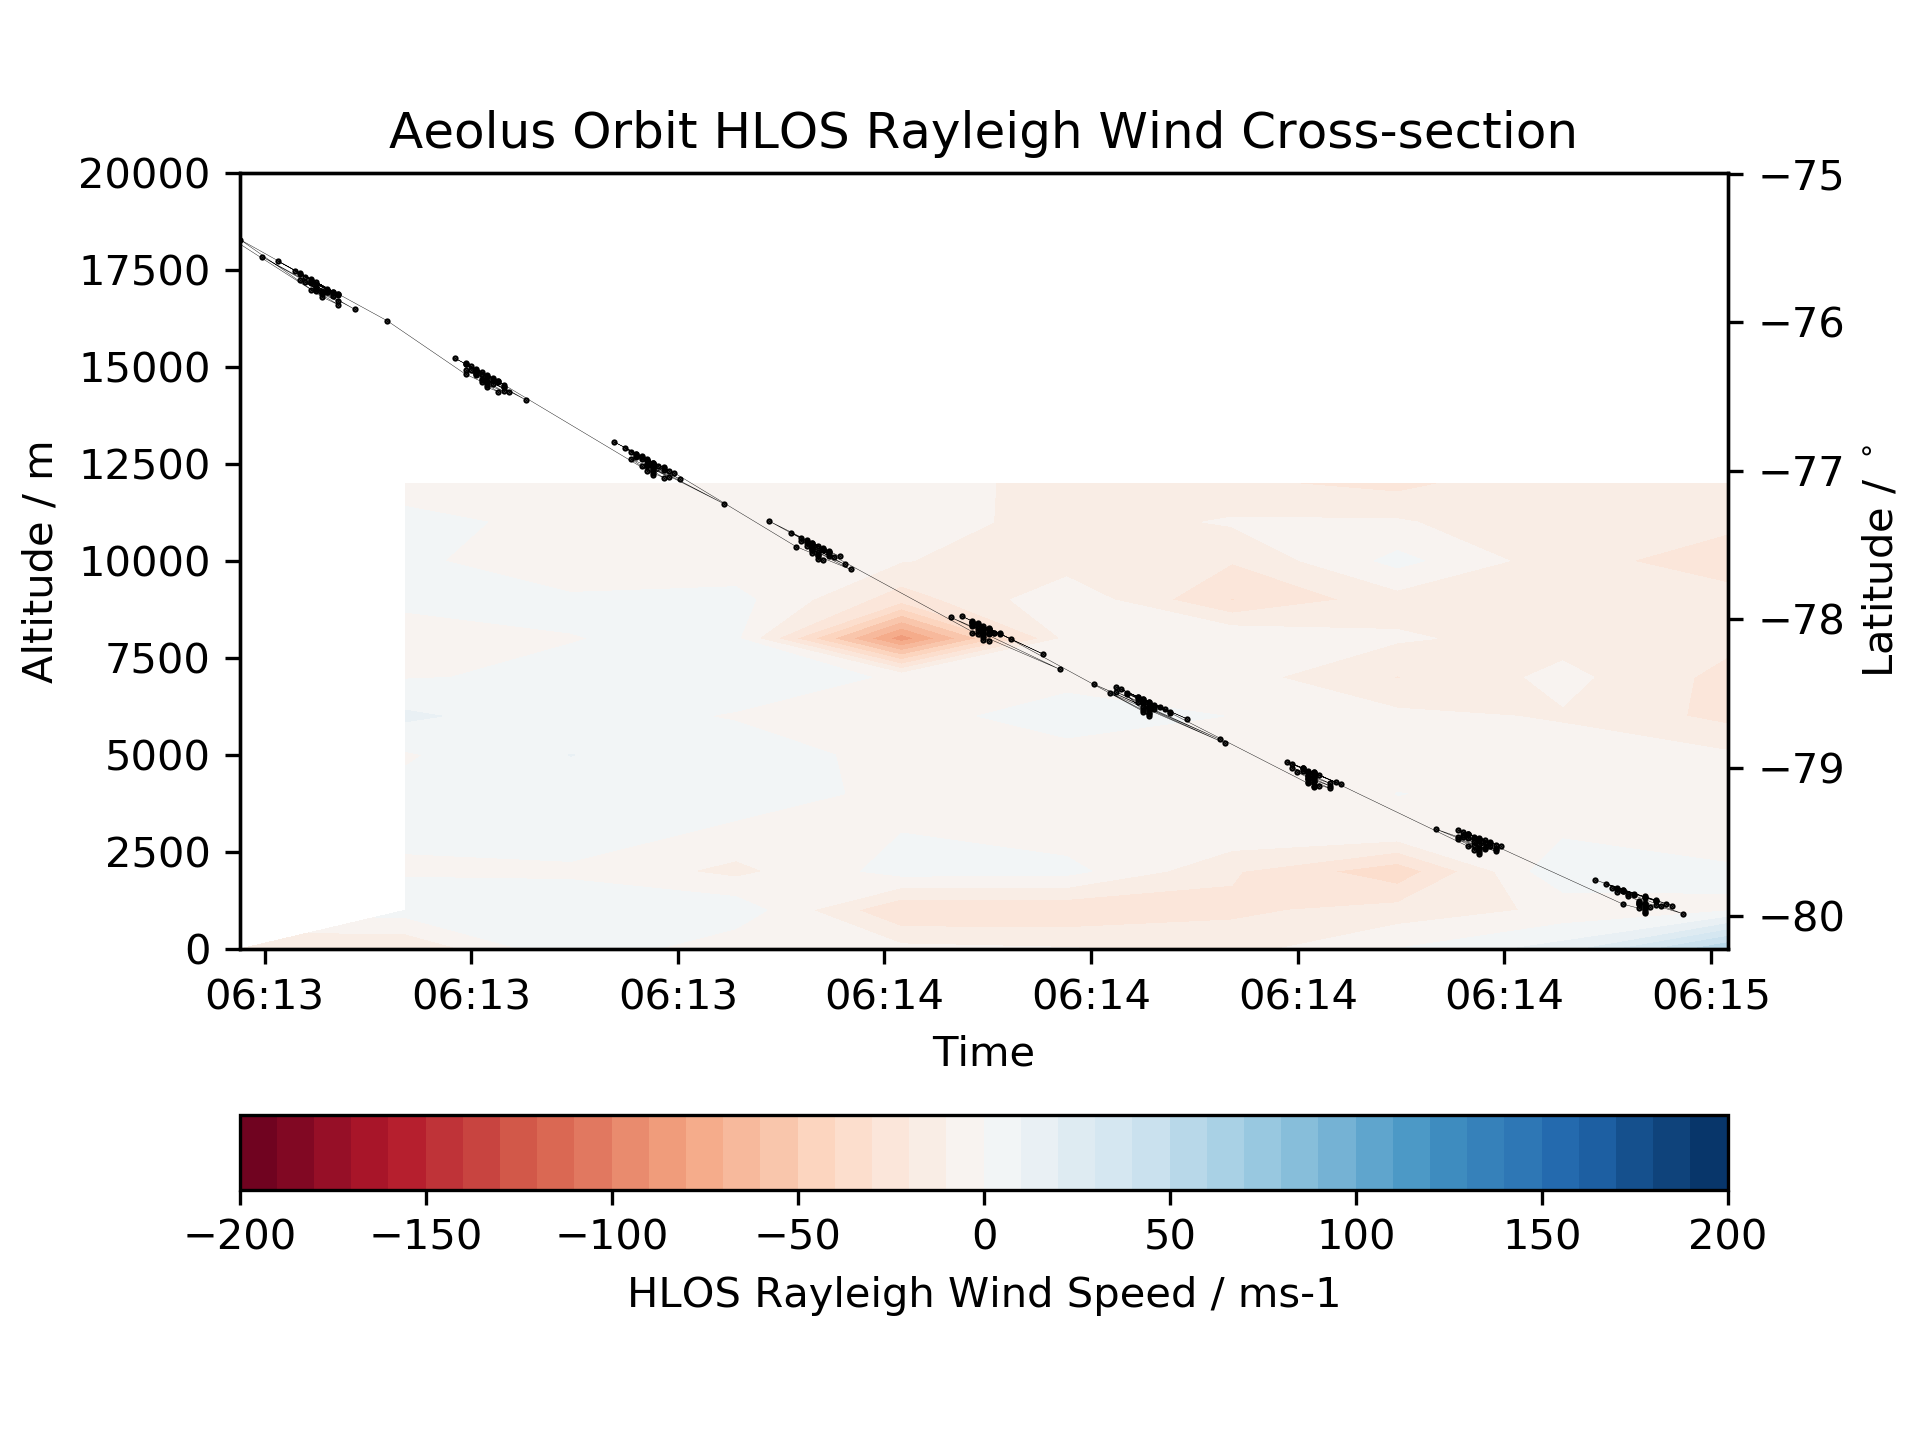 Aeolus Orbit HLOS Rayleigh Wind Cross-section
20000
17500
15000
12500
10000
7500
5000
2500
0
Altitude / m
−75
−76
−77
−78
−79
−80
Latitude / °
06:13 06:13 06:13 06:14 06:14 06:14 06:14 06:15
Time
−200 −150 −100 −50 0 50 100 150 200
HLOS Rayleigh Wind Speed / ms-1